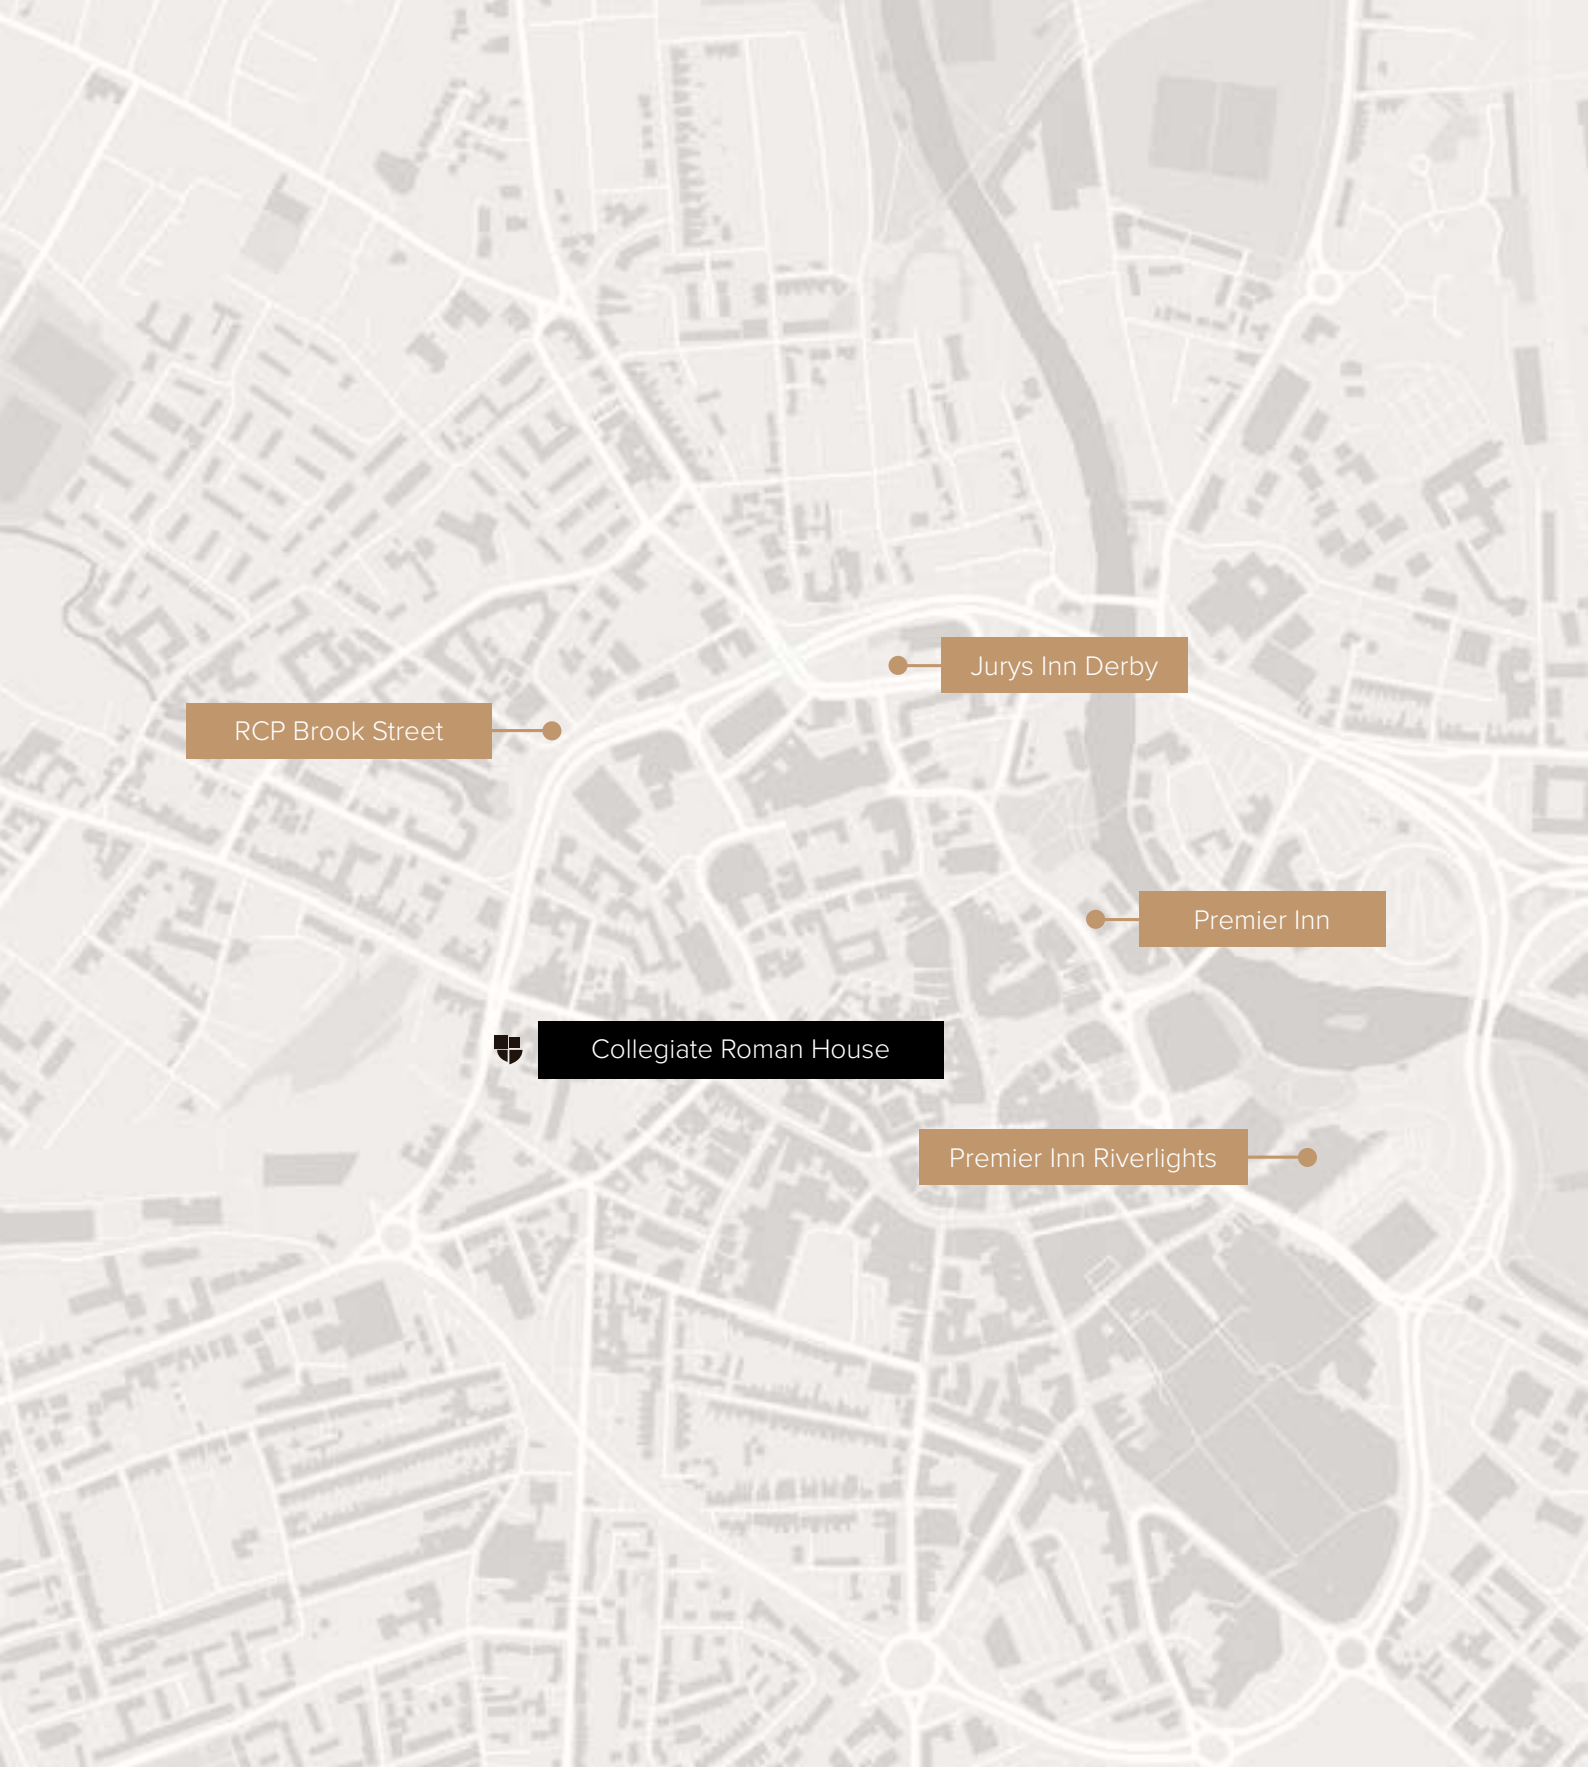 Jurys Inn Derby
RCP Brook Street
Premier Inn
Collegiate Roman House
Premier Inn Riverlights